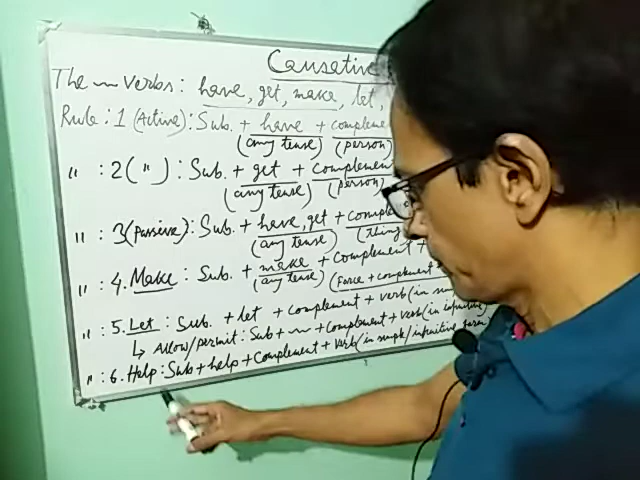 Causative
The ~ verbs: have, get, make, let,
Rule: 1 (Active): Sub. + have + compleme
(any tense) (person)
" : 2 ( " ) : Sub. + get + complemen
(any tense) (person)
" : 3 (Passive): Sub. + have, get + comple
(any tense) (thing
" : 4. Make : Sub. + make + complement +
(any tense) (Force + complement
" : 5. Let : Sub. + let + complement + verb (in sim
↳ Allow/permit: Sub + ~ + complement + verb (in infinitive
" : 6. Help: Sub + help + Complement + verb (in simple/infinitive form)